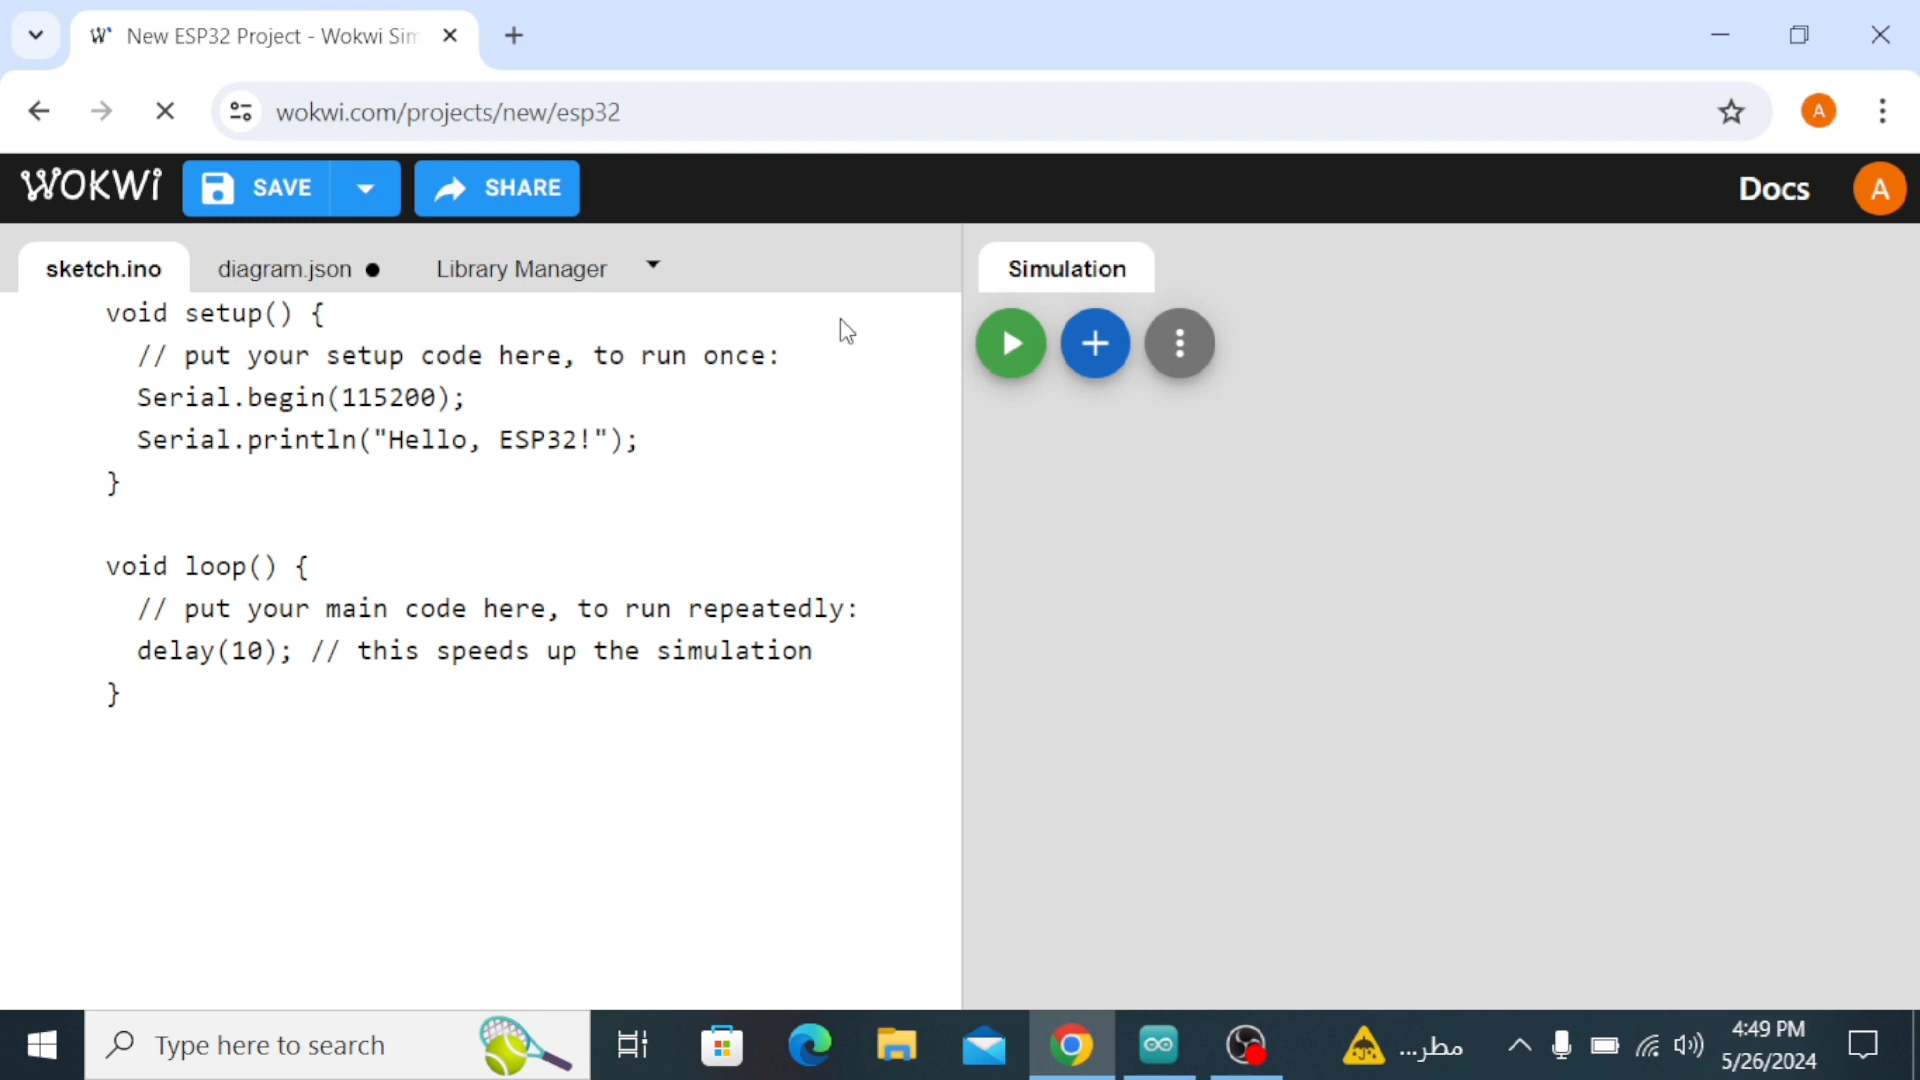 New ESP32 Project - Wokwi Sim
wokwi.com/projects/new/esp32
A
WOKWi
SAVE
SHARE
Docs
A
sketch.ino
diagram.json
Library Manager
Simulation
void setup() {
// put your setup code here, to run once:
Serial.begin(115200);
Serial.println("Hello, ESP32!");
}
void loop() {
// put your main code here, to run repeatedly:
delay(10); // this speeds up the simulation
}
Type here to search
مطر...
4:49 PM
5/26/2024